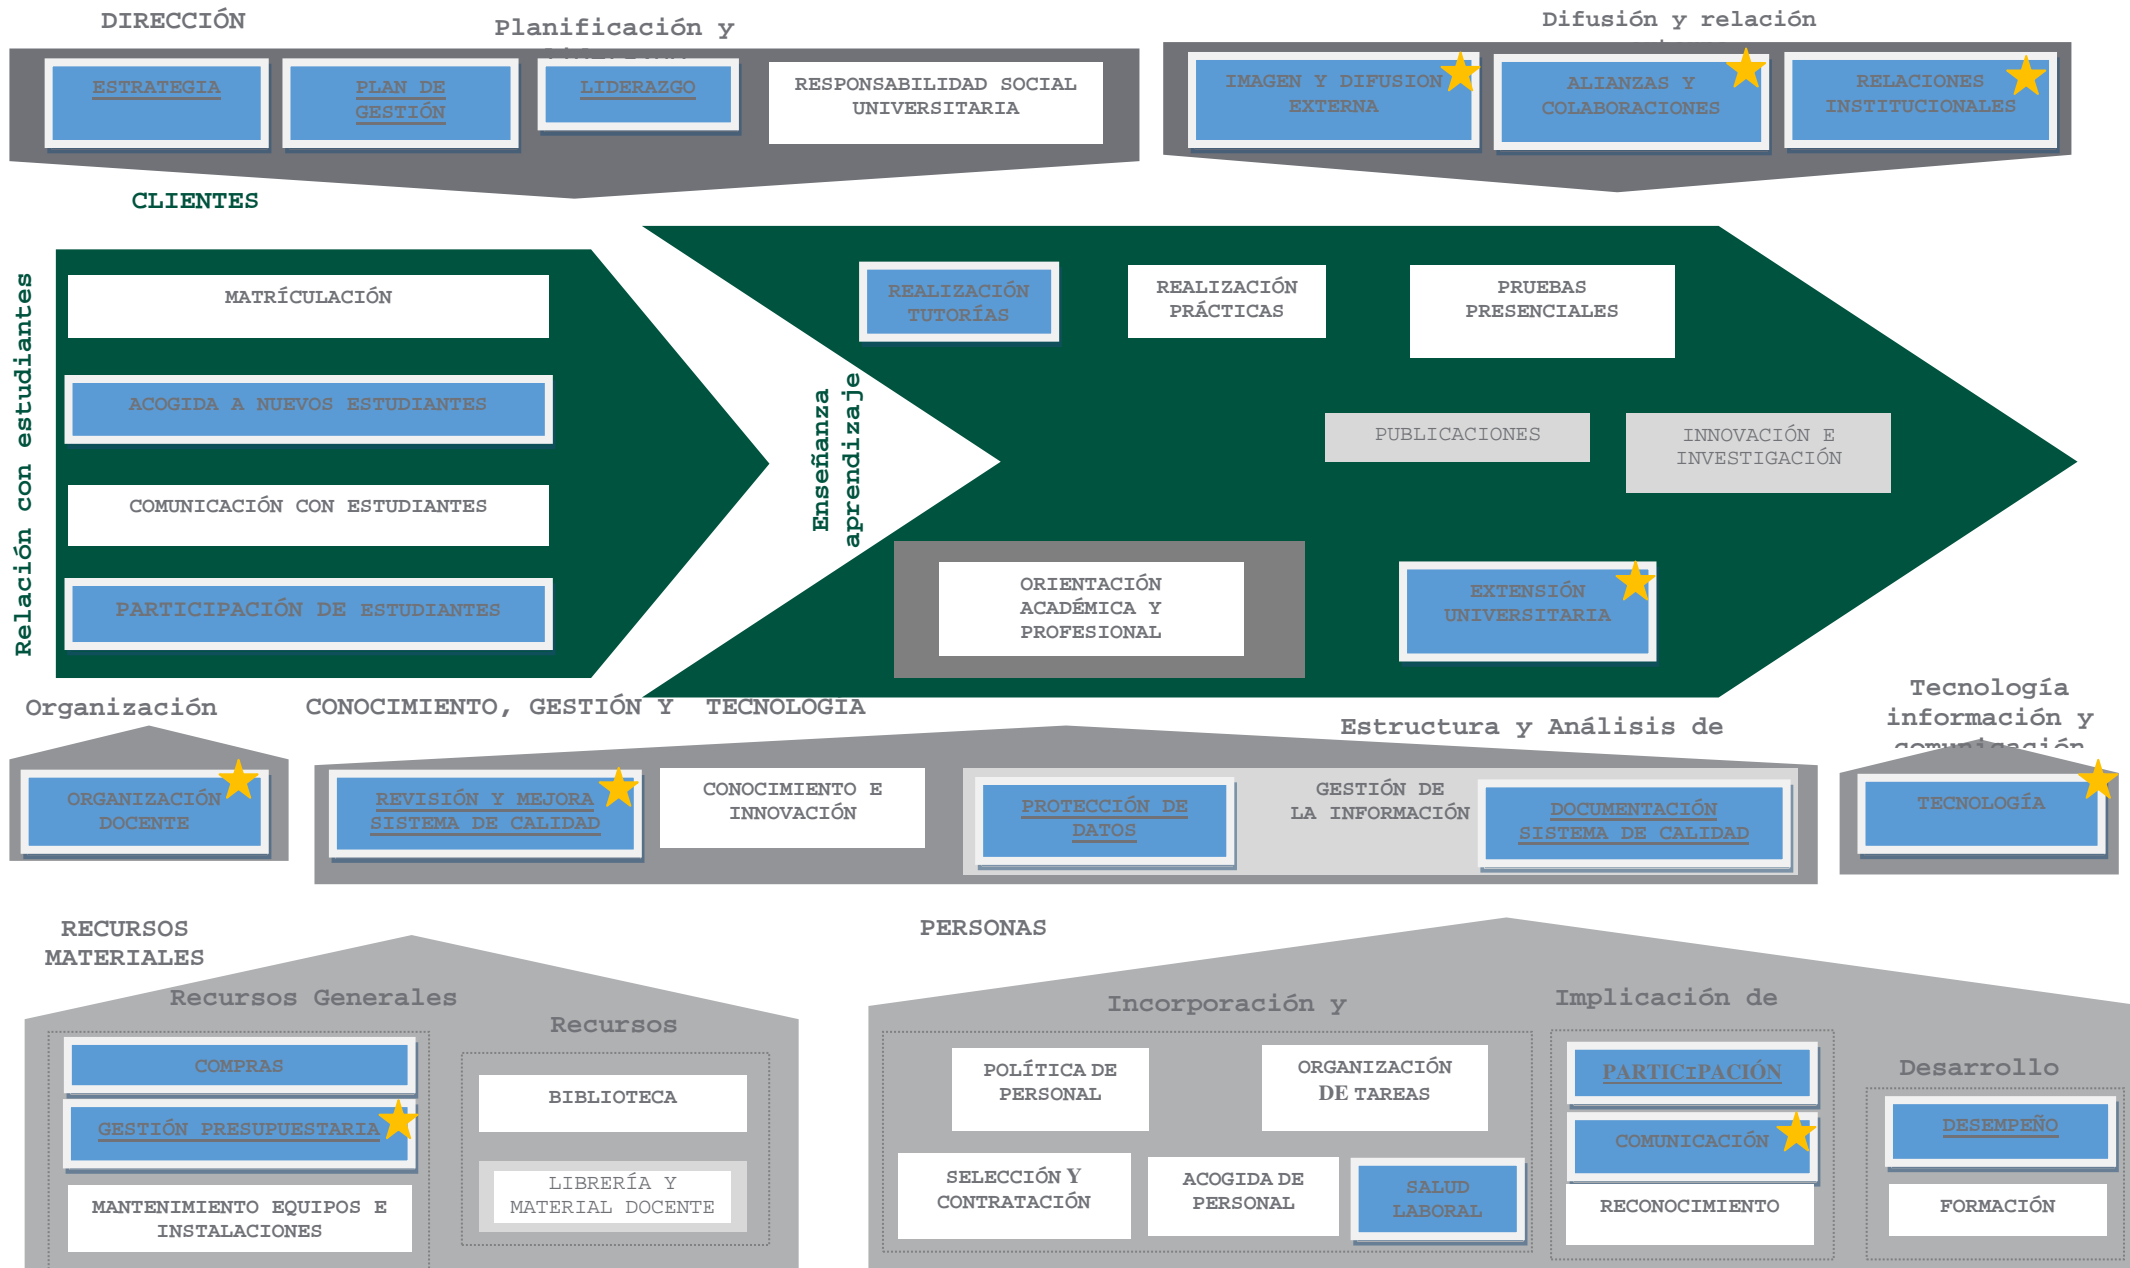 DIRECCIÓN
Planificación y
ESTRATEGIA
PLAN DE
GESTIÓN
LIDERAZGO
RESPONSABILIDAD SOCIAL
UNIVERSITARIA
Difusión y relación
IMAGEN Y DIFUSION
EXTERNA
ALIANZAS Y
COLABORACIONES
RELACIONES
INSTITUCIONALES
CLIENTES
Relación con estudiantes
MATRÍCULACIÓN
ACOGIDA A NUEVOS ESTUDIANTES
COMUNICACIÓN CON ESTUDIANTES
PARTICIPACIÓN DE ESTUDIANTES
Enseñanza
aprendizaje
REALIZACIÓN
TUTORÍAS
REALIZACIÓN
PRÁCTICAS
PRUEBAS
PRESENCIALES
PUBLICACIONES
INNOVACIÓN E
INVESTIGACIÓN
ORIENTACIÓN
ACADÉMICA Y
PROFESIONAL
EXTENSIÓN
UNIVERSITARIA
Organización
ORGANIZACIÓN
DOCENTE
CONOCIMIENTO, GESTIÓN Y TECNOLOGIA
Estructura y Análisis de
REVISIÓN Y MEJORA
SISTEMA DE CALIDAD
CONOCIMIENTO E
INNOVACIÓN
PROTECCIÓN DE
DATOS
GESTIÓN DE
LA INFORMACIÓN
DOCUMENTACIÓN
SISTEMA DE CALIDAD
Tecnología
información y
comunicación
TECNOLOGÍA
RECURSOS
MATERIALES
Recursos Generales
COMPRAS
GESTIÓN PRESUPUESTARIA
MANTENIMIENTO EQUIPOS E
INSTALACIONES
Recursos
BIBLIOTECA
LIBRERÍA Y
MATERIAL DOCENTE
PERSONAS
Incorporación y
POLÍTICA DE
PERSONAL
ORGANIZACIÓN
DE TAREAS
SELECCIÓN Y
CONTRATACIÓN
ACOGIDA DE
PERSONAL
SALUD
LABORAL
Implicación de
PARTICIPACIÓN
COMUNICACIÓN
RECONOCIMIENTO
Desarrollo
DESEMPEÑO
FORMACIÓN